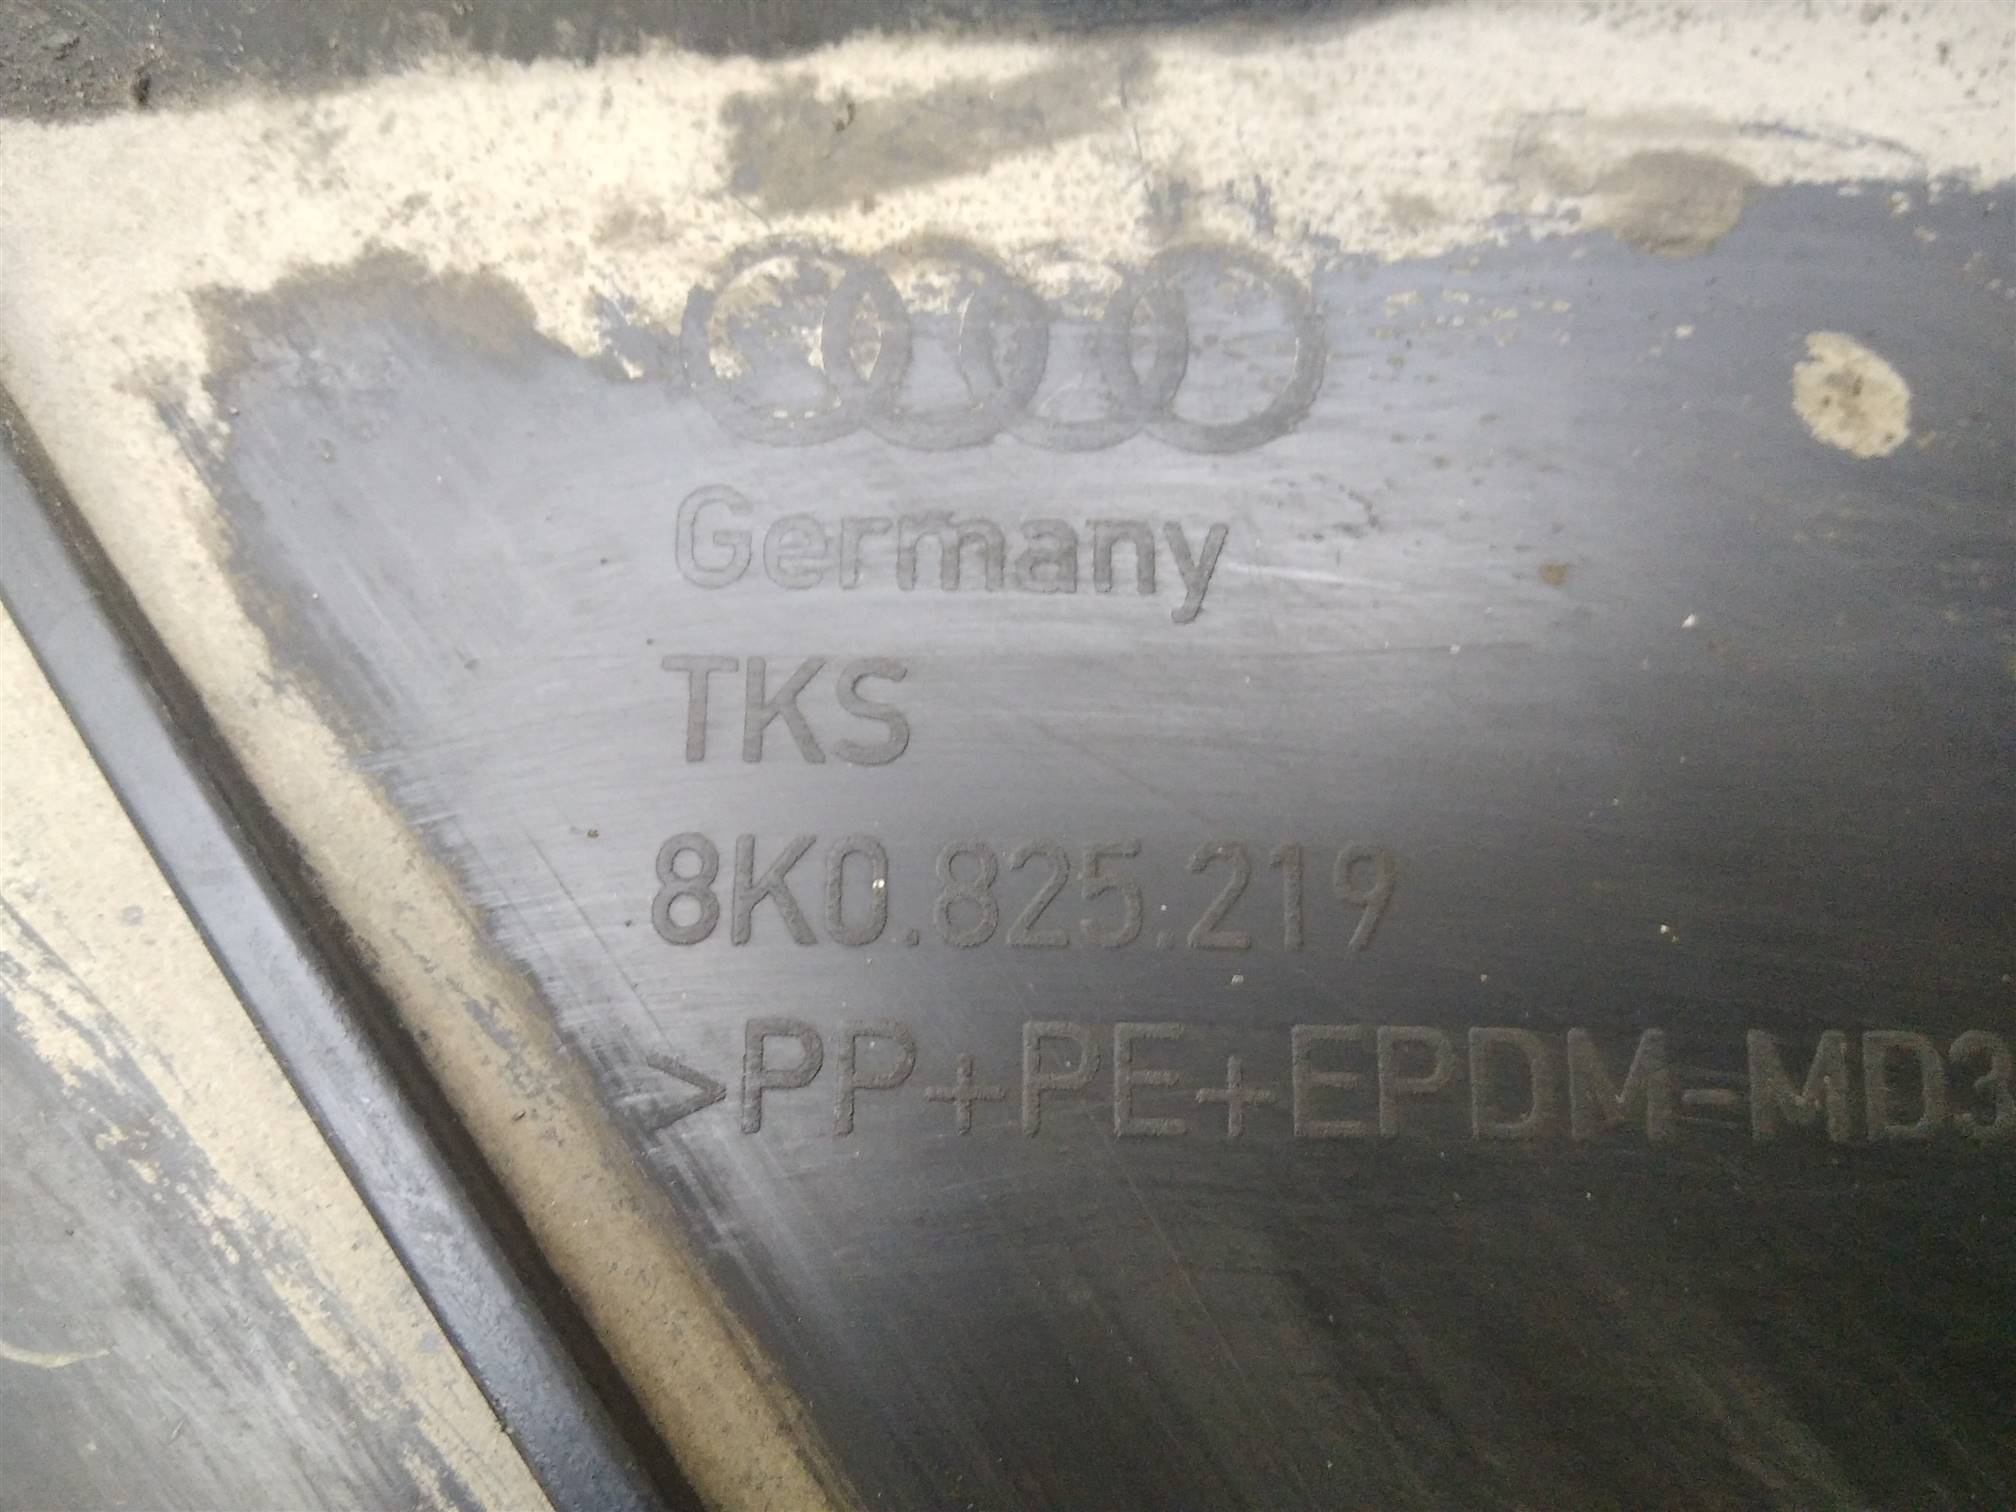 Germany
TKS
8K0.825.219
>PP+PE+EPDM-MD3